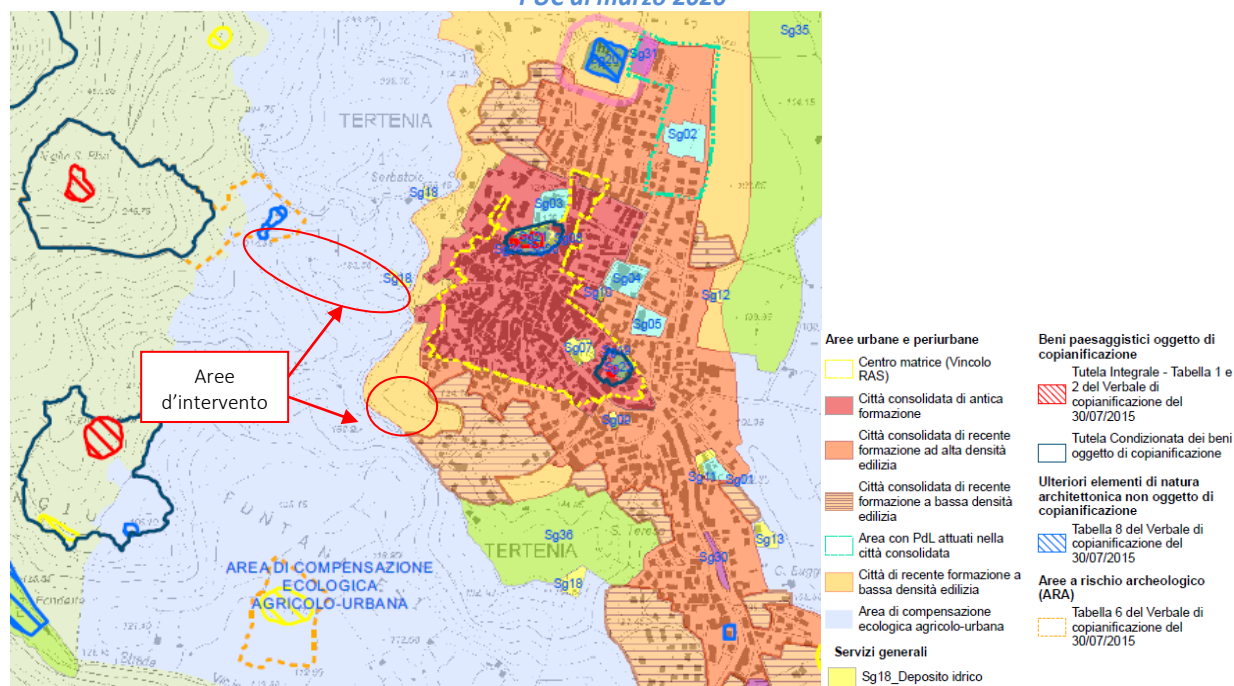 PUC di marzo 2020
Sg35
Sg31
TERTENIA
Sg02
Serbatoio
Sg18
Sg03
Sg18
Sg04
Sg10
Sg12
Sg05
Sg07
Aree
d'intervento
Sg09
Sg11
Sg01
Sg36
S. Teresa
Sg13
TERTENIA
Sg30
Sg18
AREA DI COMPENSAZIONE
ECOLOGICA
AGRICOLO-URBANA
Aree urbane e periurbane
Centro matrice (Vincolo
RAS)
Città consolidata di antica
formazione
Città consolidata di recente
formazione ad alta densità
edilizia
Città consolidata di recente
formazione a bassa densità
edilizia
Area con PdL attuati nella
città consolidata
Città di recente formazione a
bassa densità edilizia
Area di compensazione
ecologica agricolo-urbana
Servizi generali
Sg18_Deposito idrico
Beni paesaggistici oggetto di
copianificazione
Tutela Integrale - Tabella 1 e
2 del Verbale di
copianificazione del
30/07/2015
Tutela Condizionata dei beni
oggetto di copianificazione
Ulteriori elementi di natura
architettonica non oggetto di
copianificazione
Tabella 8 del Verbale di
copianificazione del
30/07/2015
Aree a rischio archeologico
(ARA)
Tabella 6 del Verbale di
copianificazione del
30/07/2015